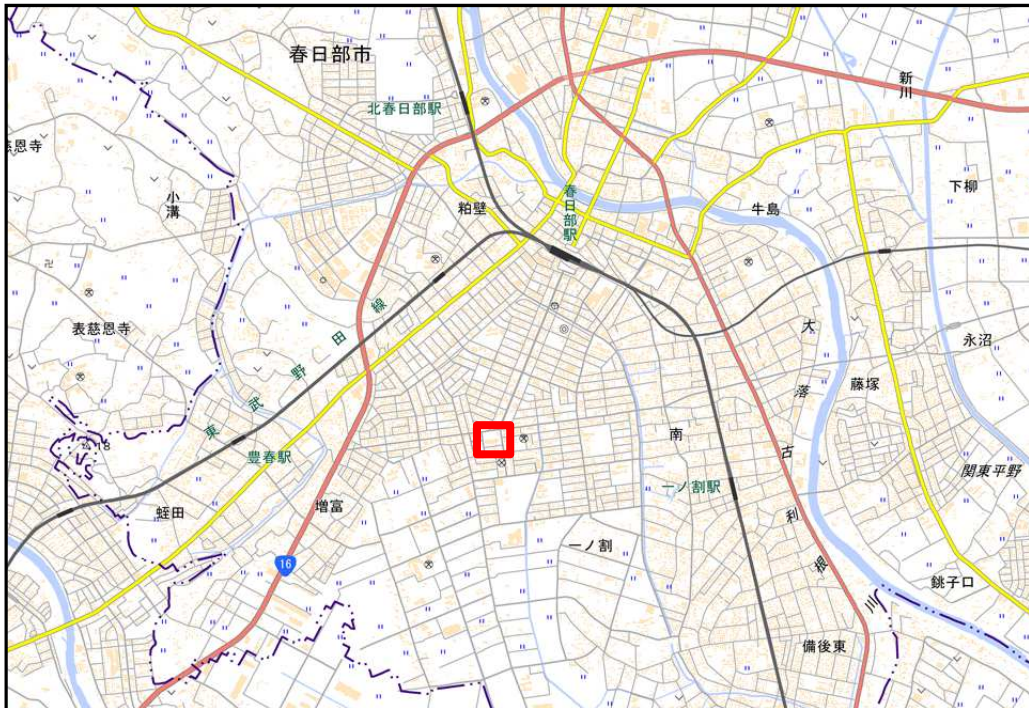 春日部市
新川
北春日部駅
慈恩寺
小溝
下柳
粕壁
春日部駅
牛島
表慈恩寺
東武野田線
大落古利根川
永沼
藤塚
18
豊春駅
南
関東平野
増富
一ノ割駅
蛭田
一ノ割
16
銚子口
備後東